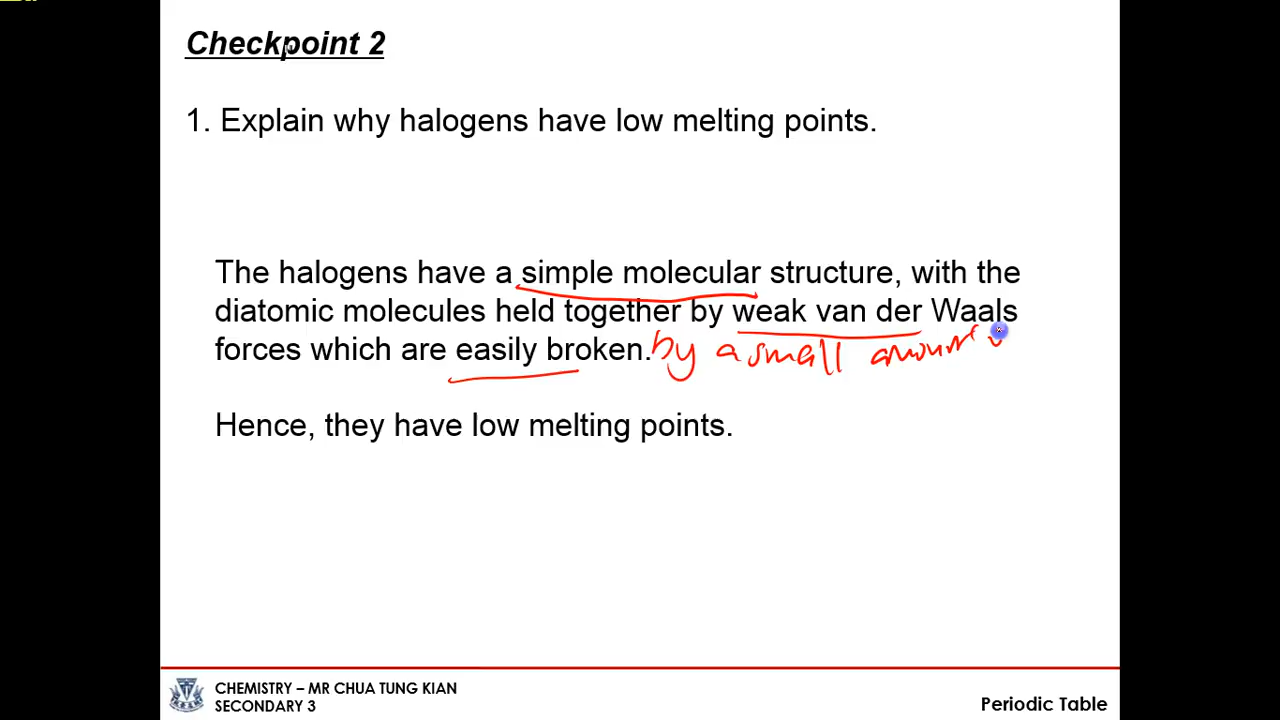 Checkpoint 2
1. Explain why halogens have low melting points.
The halogens have a simple molecular structure, with the
diatomic molecules held together by weak van der Waals
forces which are easily broken. by a small amount
Hence, they have low melting points.
CHEMISTRY – MR CHUA TUNG KIAN
SECONDARY 3
Periodic Table